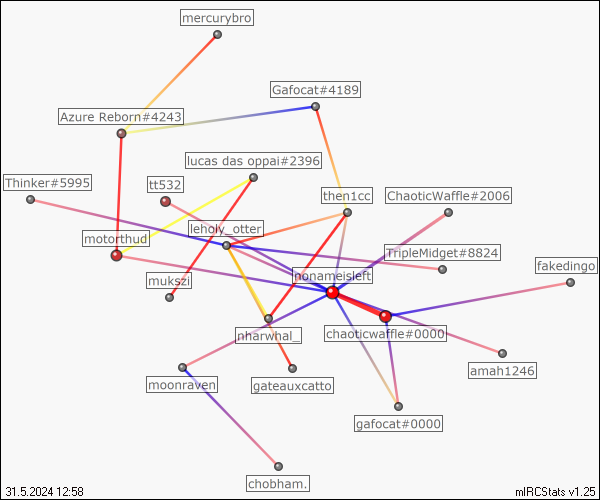 mercurybro
Gafocat#4189
Azure Reborn#4243
lucas das oppai#2396
Thinker#5995
tt532
then1cc
ChaoticWaffle#2006
leholy_otter
motorthud
TripleMidget#8824
fakedingo
nonameisleft
mukszi
nharwhal_
chaoticwaffle#0000
amah1246
moonraven
gateauxcatto
gafocat#0000
chobham.
31.5.2024 12:58
mIRCStats v1.25